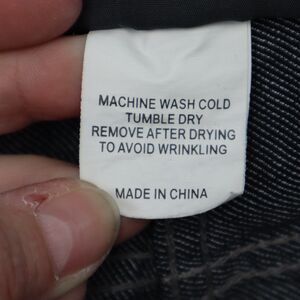 MACHINE WASH COLD
TUMBLE DRY
REMOVE AFTER DRYING
TO AVOID WRINKLING
MADE IN CHINA